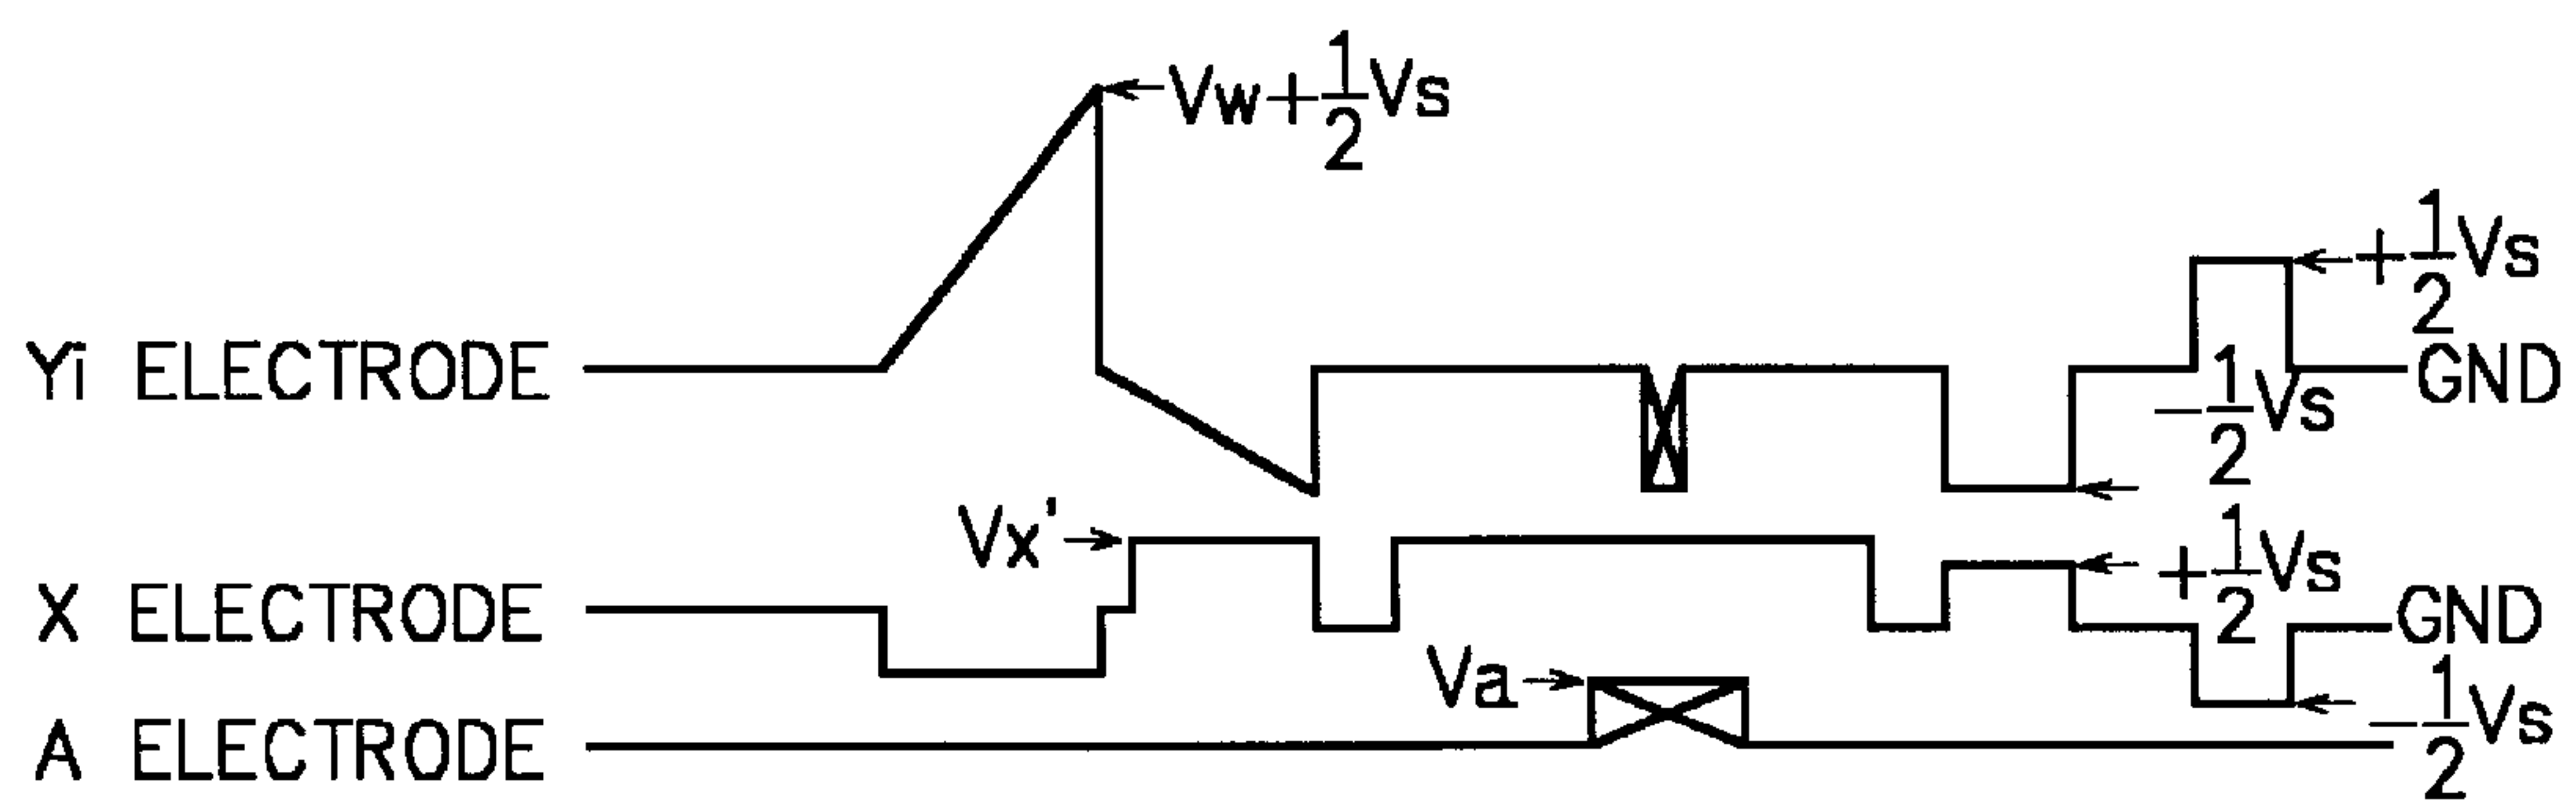 Vw+1/2Vs
+1/2Vs
Yi ELECTRODE
GND
-1/2Vs
Vx'
+1/2Vs
X ELECTRODE
GND
Va
-1/2Vs
A ELECTRODE